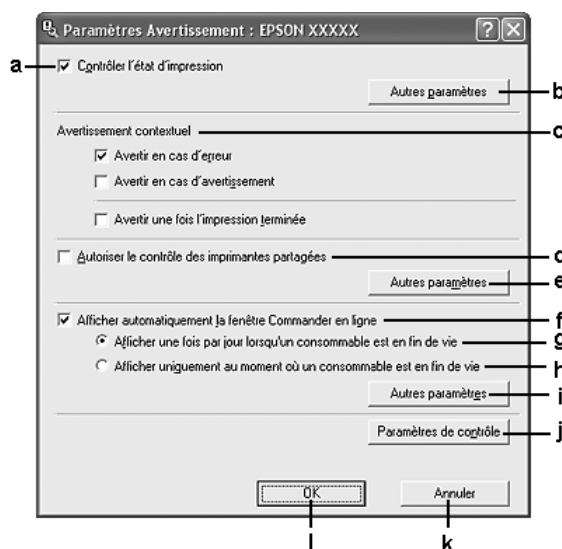 Paramètres Avertissement : EPSON XXXXX
a
Contrôler l'état d'impression
Autres paramètres
b
Avertissement contextuel
c
Avertir en cas d'erreur
Avertir en cas d'avertissement
Avertir une fois l'impression terminée
Autoriser le contrôle des imprimantes partagées
d
Autres paramètres
e
Afficher automatiquement la fenêtre Commander en ligne
f
Afficher une fois par jour lorsqu'un consommable est en fin de vie
g
Afficher uniquement au moment où un consommable est en fin de vie
h
Autres paramètres
i
Paramètres de contrôle
j
OK
Annuler
l
k